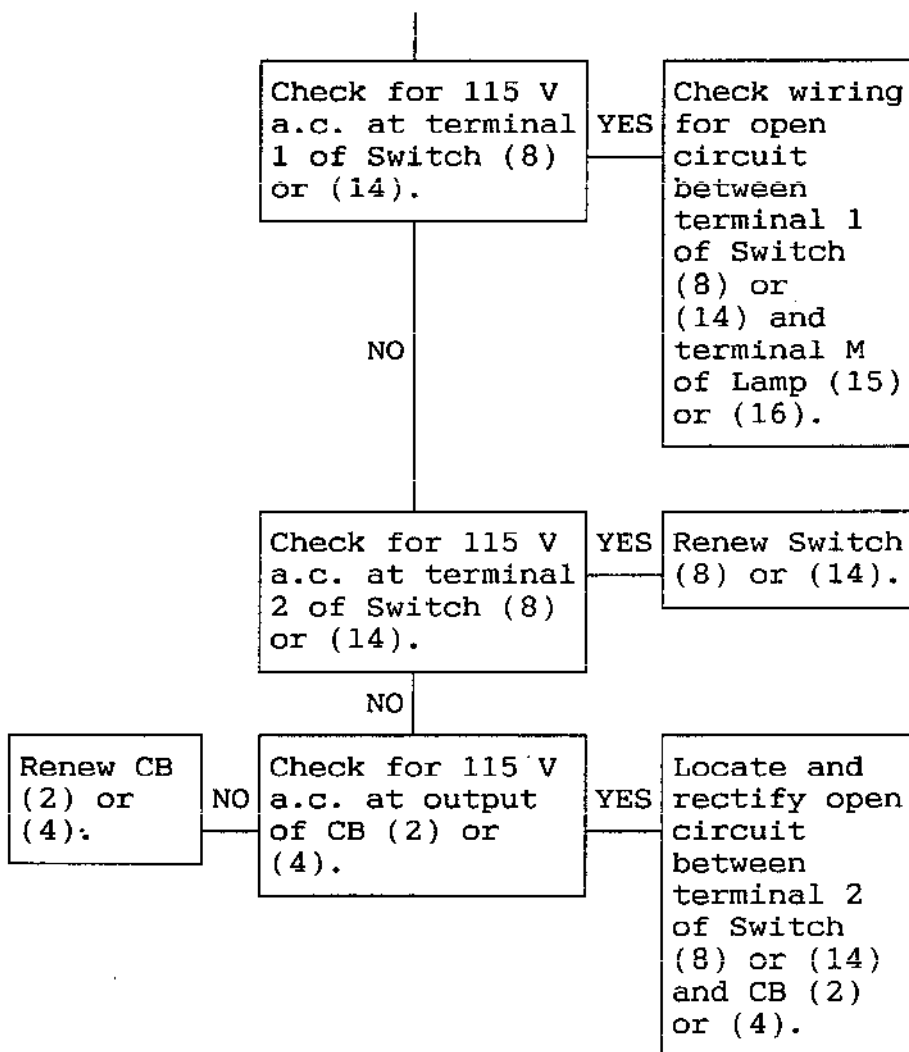 Check for 115 V
a.c. at terminal
1 of Switch (8)
or (14).
YES
Check wiring
for open
circuit
between
terminal 1
of Switch
(8) or
(14) and
terminal M
of Lamp (15)
or (16).
NO
Check for 115 V
a.c. at terminal
2 of Switch (8)
or (14).
YES
Renew Switch
(8) or (14).
NO
Renew CB
(2) or
(4).
NO
Check for 115 V
a.c. at output
of CB (2) or
(4).
YES
Locate and
rectify open
circuit
between
terminal 2
of Switch
(8) or (14)
and CB (2)
or (4).